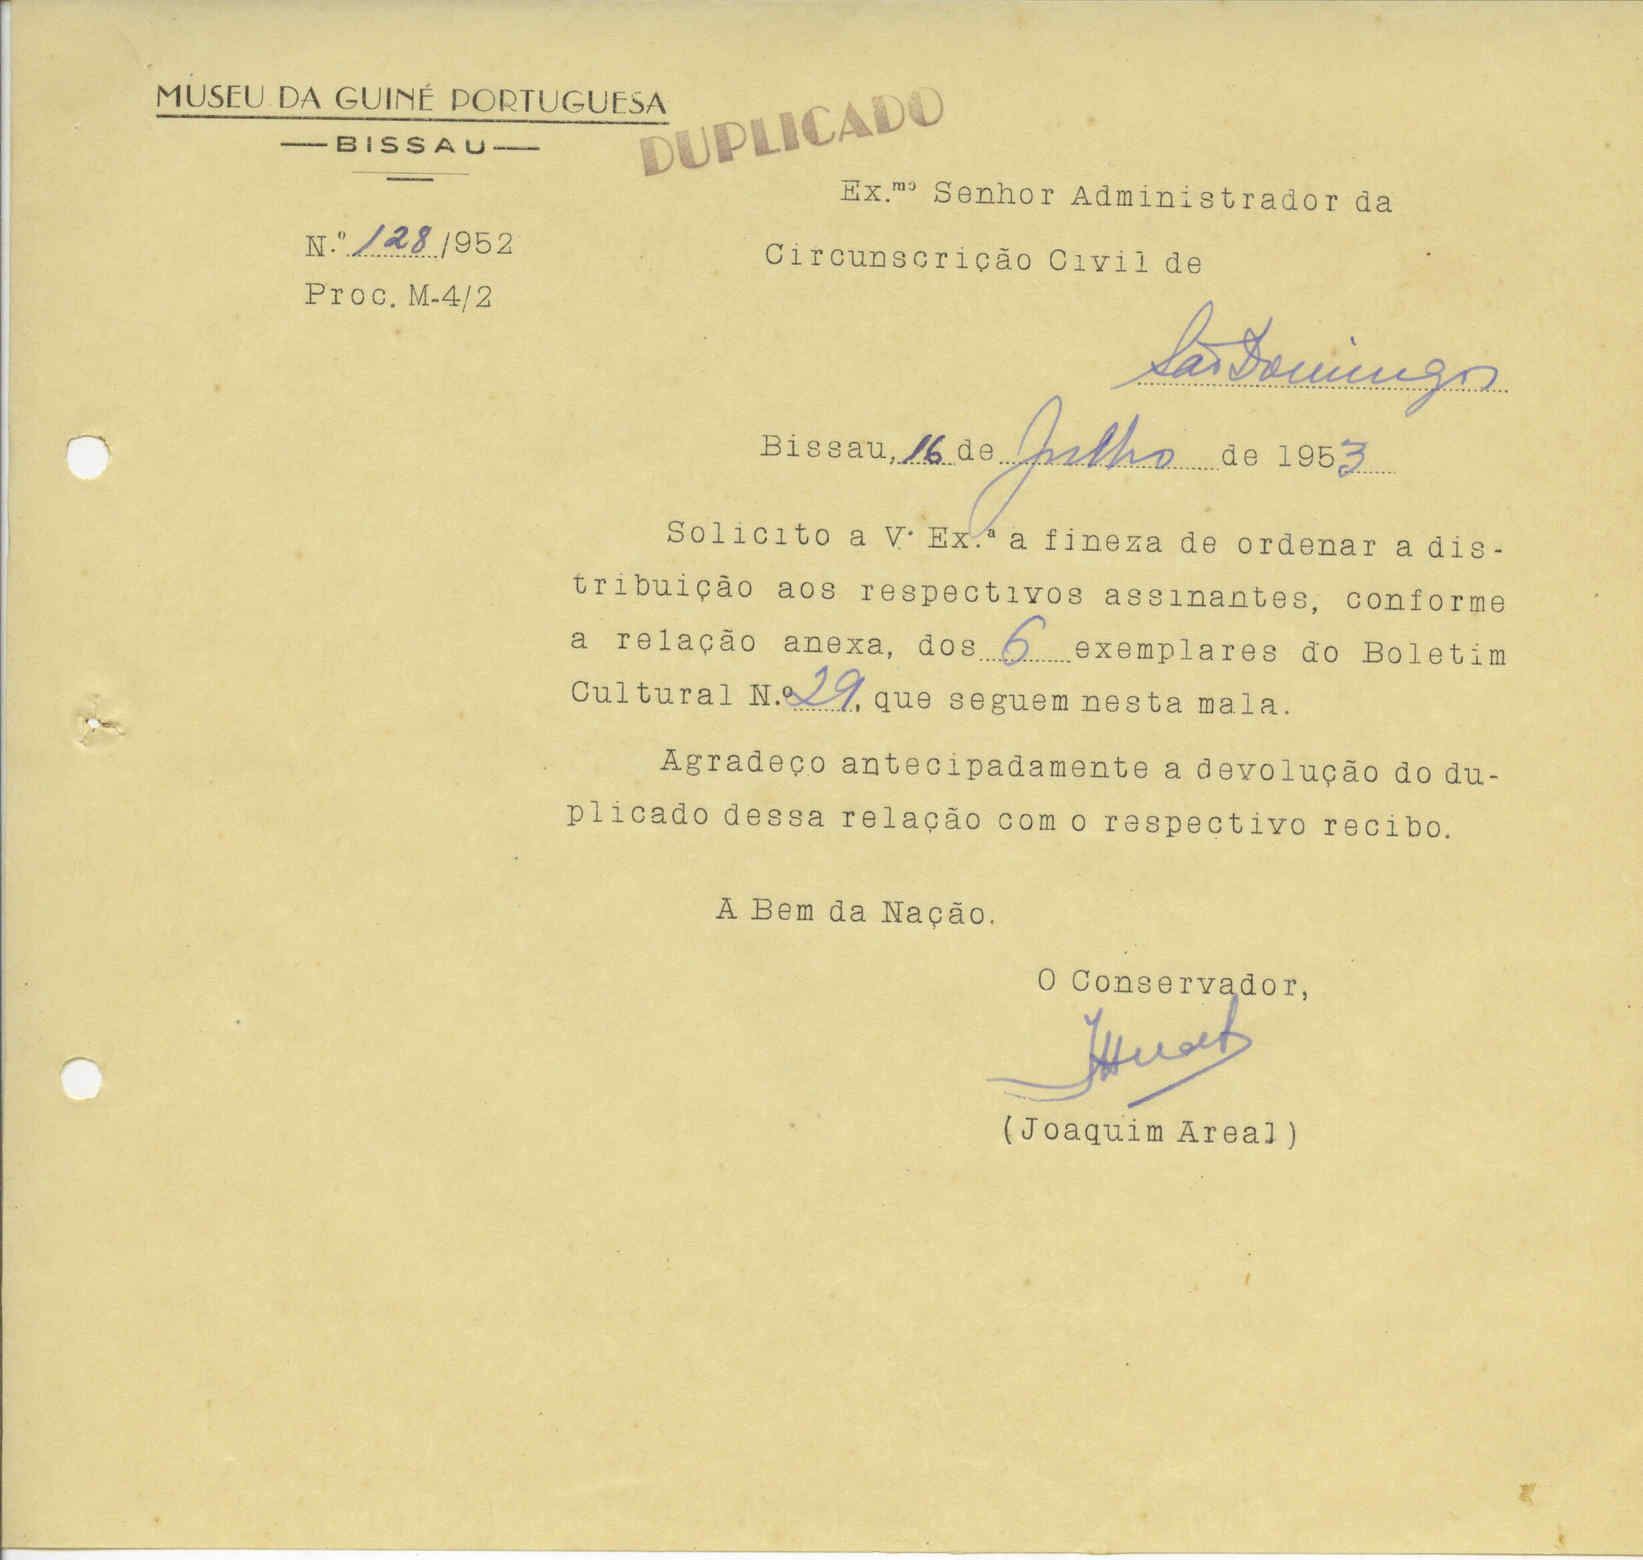 MUSEU DA GUINÉ PORTUGUESA
BISSAU
DUPLICADO
N.º 128/952
Proc. M-4/2
Ex.mo Senhor Administrador da
Circunscrição Civil de
São Domingos
Bissau, 16 de Julho de 1953
Solicito a V. Ex.ª a fineza de ordenar a dis-
tribuição aos respectivos assinantes, conforme
a relação anexa, dos 6 exemplares do Boletim
Cultural N.º 29, que seguem nesta mala.
Agradeço antecipadamente a devolução do du-
plicado dessa relação com o respectivo recibo.
A Bem da Nação.
O Conservador,
(Joaquim Areal)